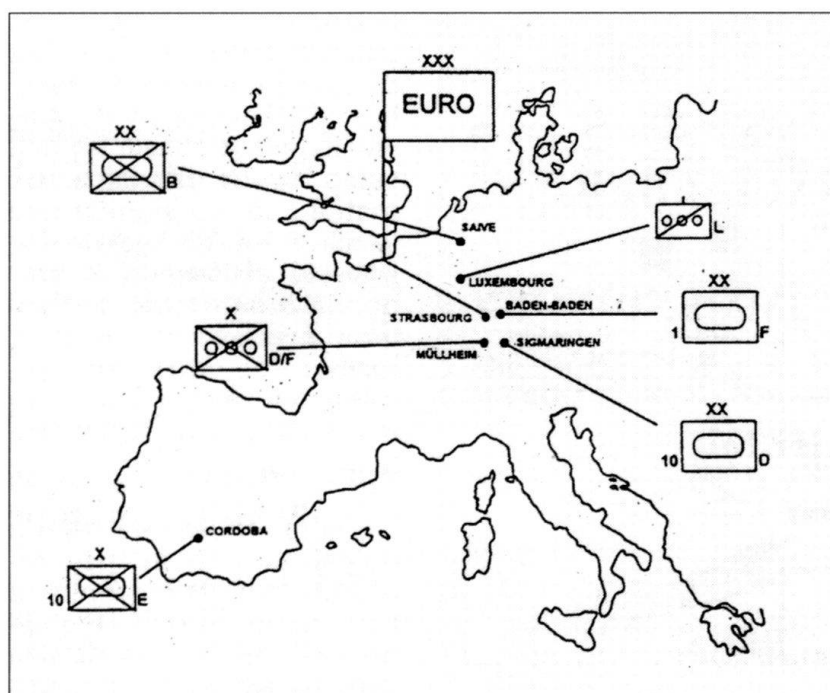 XXX
EURO
XX
B
SAIVE
I
L
LUXEMBOURG
XX
BADEN-BADEN
1
F
STRASBOURG
X
D/F
MÜLLHEIM
SIGMARINGEN
XX
10
D
CORDOBA
X
10
E